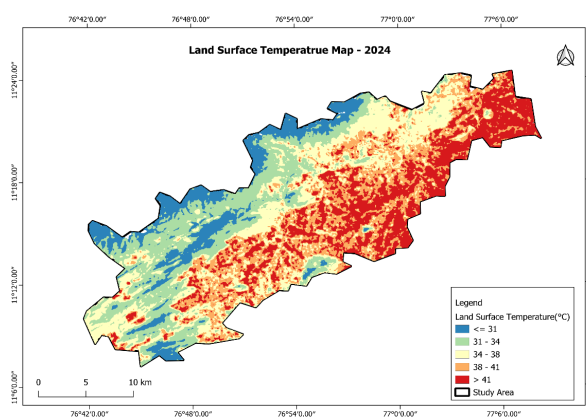 76°42'0.00" 76°48'0.00" 76°54'0.00" 77°0'0.00" 77°6'0.00"
Land Surface Temperatrue Map - 2024
11°24'0.00"
11°18'0.00"
11°12'0.00"
11°6'0.00"
Legend
Land Surface Temperature(°C)
<= 31
31 - 34
34 - 38
38 - 41
> 41
Study Area
0 5 10 km
76°42'0.00" 76°48'0.00" 76°54'0.00" 77°0'0.00" 77°6'0.00"